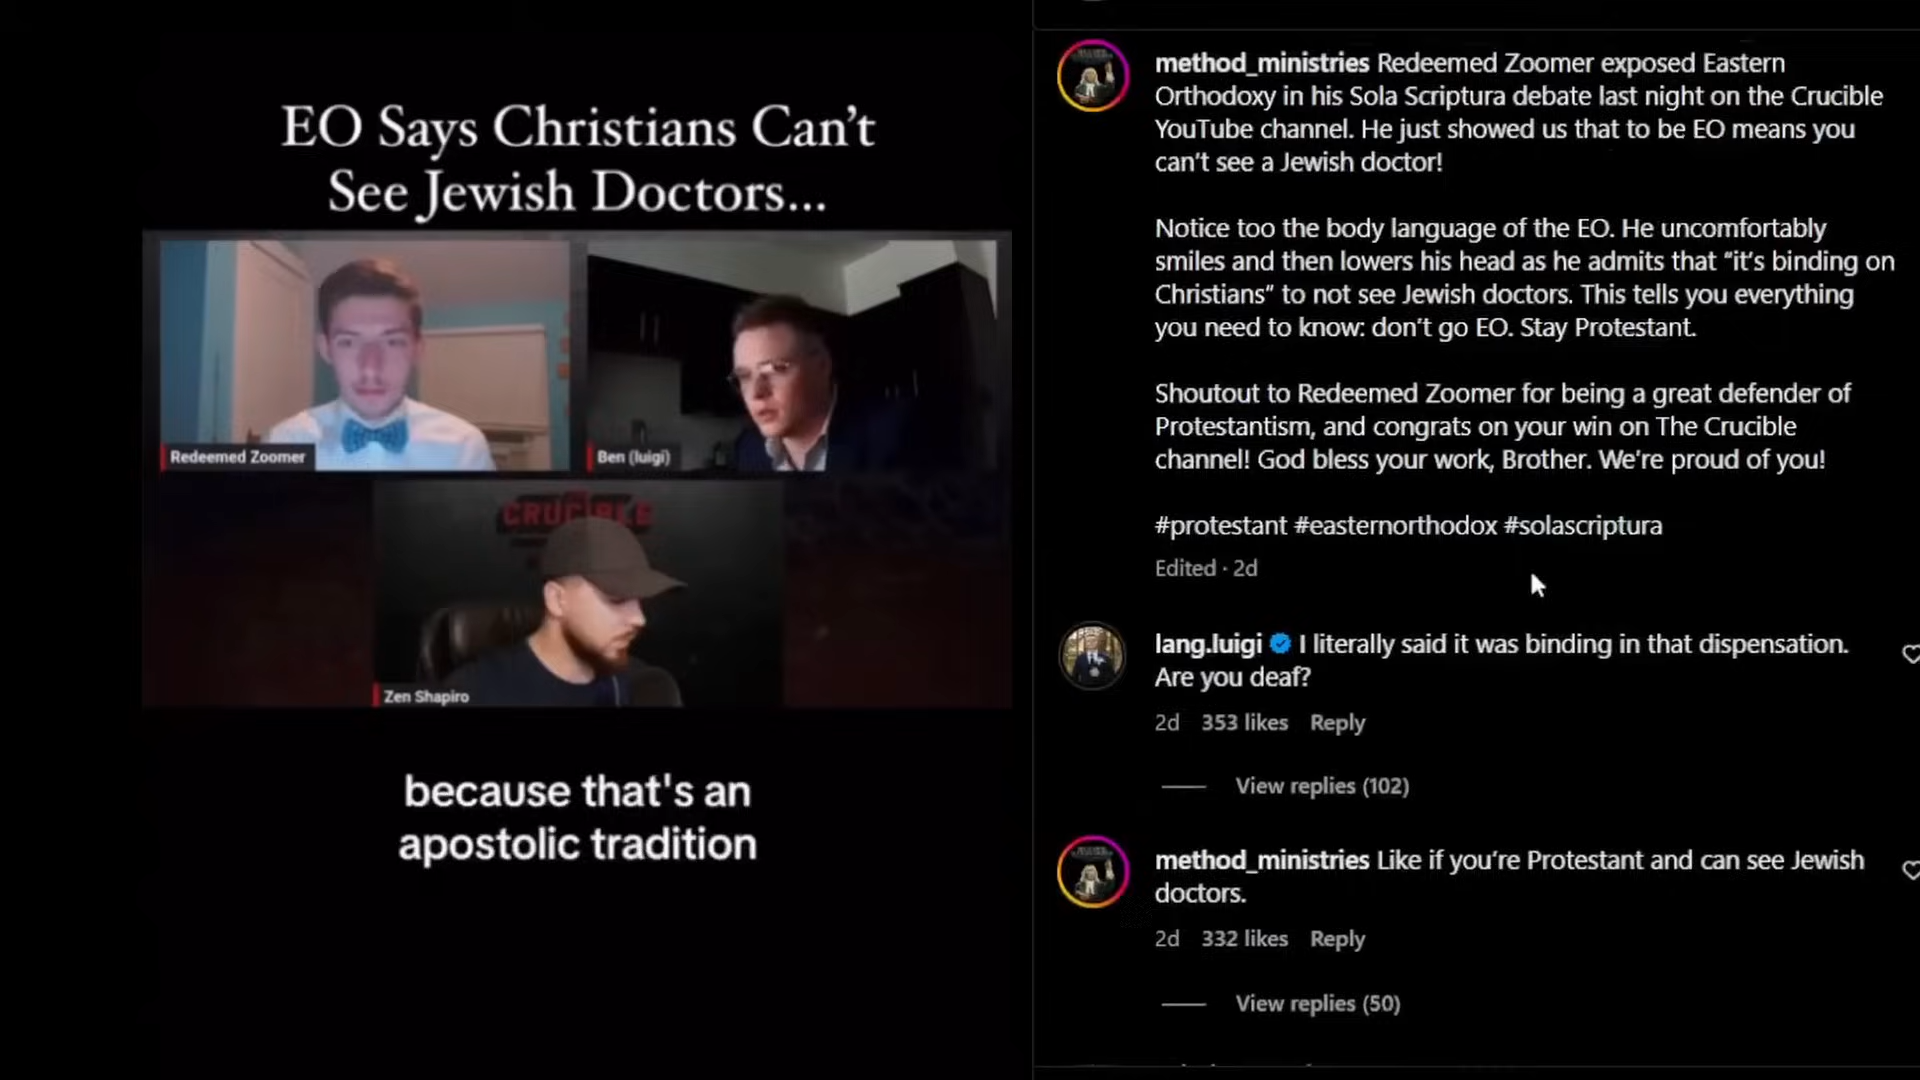 EO Says Christians Can't
See Jewish Doctors...
Redeemed Zoomer
Ben (luigi)
CRUCIBLE
Zen Shapiro
because that's an
apostolic tradition
method_ministries Redeemed Zoomer exposed Eastern
Orthodoxy in his Sola Scriptura debate last night on the Crucible
YouTube channel. He just showed us that to be EO means you
can't see a Jewish doctor!
Notice too the body language of the EO. He uncomfortably
smiles and then lowers his head as he admits that “it's binding on
Christians” to not see Jewish doctors. This tells you everything
you need to know: don't go EO. Stay Protestant.
Shoutout to Redeemed Zoomer for being a great defender of
Protestantism, and congrats on your win on The Crucible
channel! God bless your work, Brother. We're proud of you!
#protestant #easternorthodox #solascriptura
Edited · 2d
lang.luigi I literally said it was binding in that dispensation.
Are you deaf?
2d 353 likes Reply
View replies (102)
method_ministries Like if you're Protestant and can see Jewish
doctors.
2d 332 likes Reply
View replies (50)